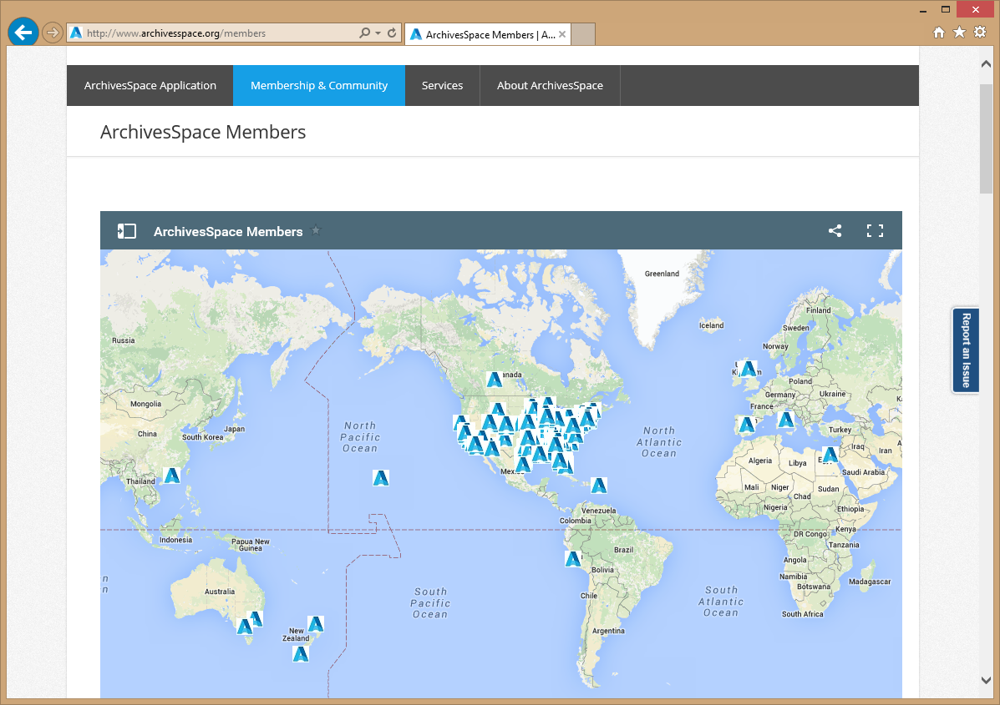 http://www.archivesspace.org/members
ArchivesSpace Members | A...
ArchivesSpace Application
Membership & Community
Services
About ArchivesSpace
ArchivesSpace Members
ArchivesSpace Members
Report an Issue
Greenland
Iceland
Finland
Sweden
Norway
Russia
Poland
Germany
Ukraine
France
Mongolia
China
South Korea
Japan
North
Pacific
Ocean
North
Atlantic
Ocean
Turkey
Iraq
Iran
Algeria
Libya
Saudi Arabia
Thailand
Mali
Niger
Sudan
Chad
Nigeria
Ethiopia
Venezuela
Colombia
DR Congo
Kenya
Tanzania
Indonesia
Papua New
Guinea
Brazil
Bolivia
Angola
Namibia
Botswana
Madagascar
Australia
South
Pacific
Ocean
Chile
South
Atlantic
Ocean
South Africa
New
Zealand
Argentina